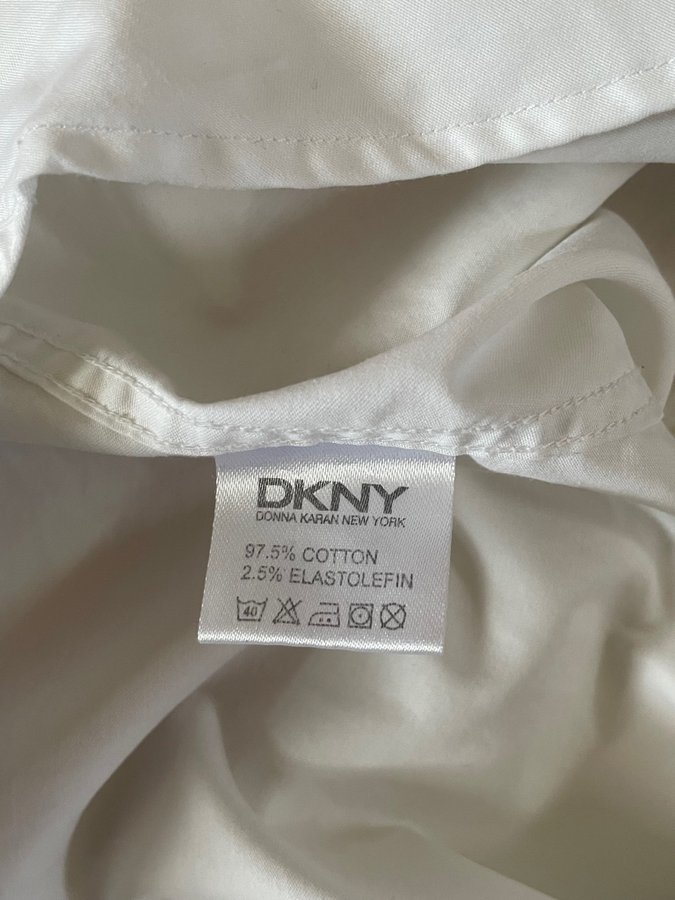 DKNY
DONNA KARAN NEW YORK
97.5% COTTON
2.5% ELASTOLEFIN
40